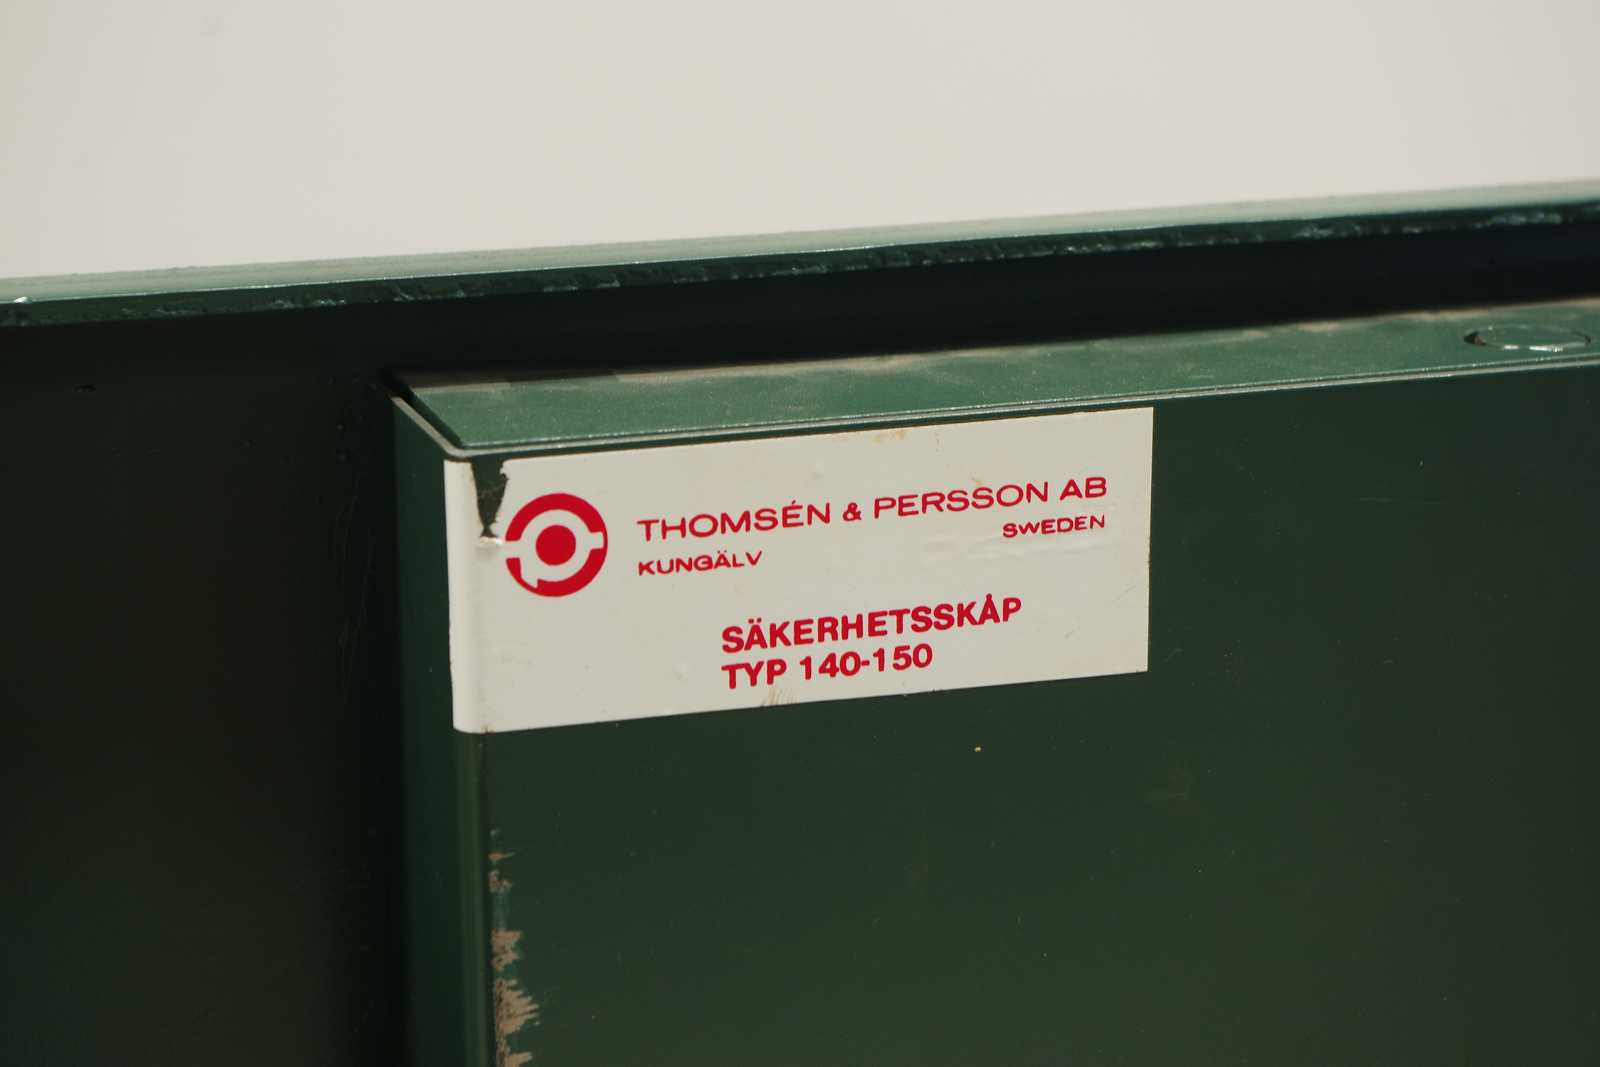 THOMSÉN & PERSSON AB
KUNGÄLV SWEDEN
SÄKERHETSSKÅP
TYP 140-150